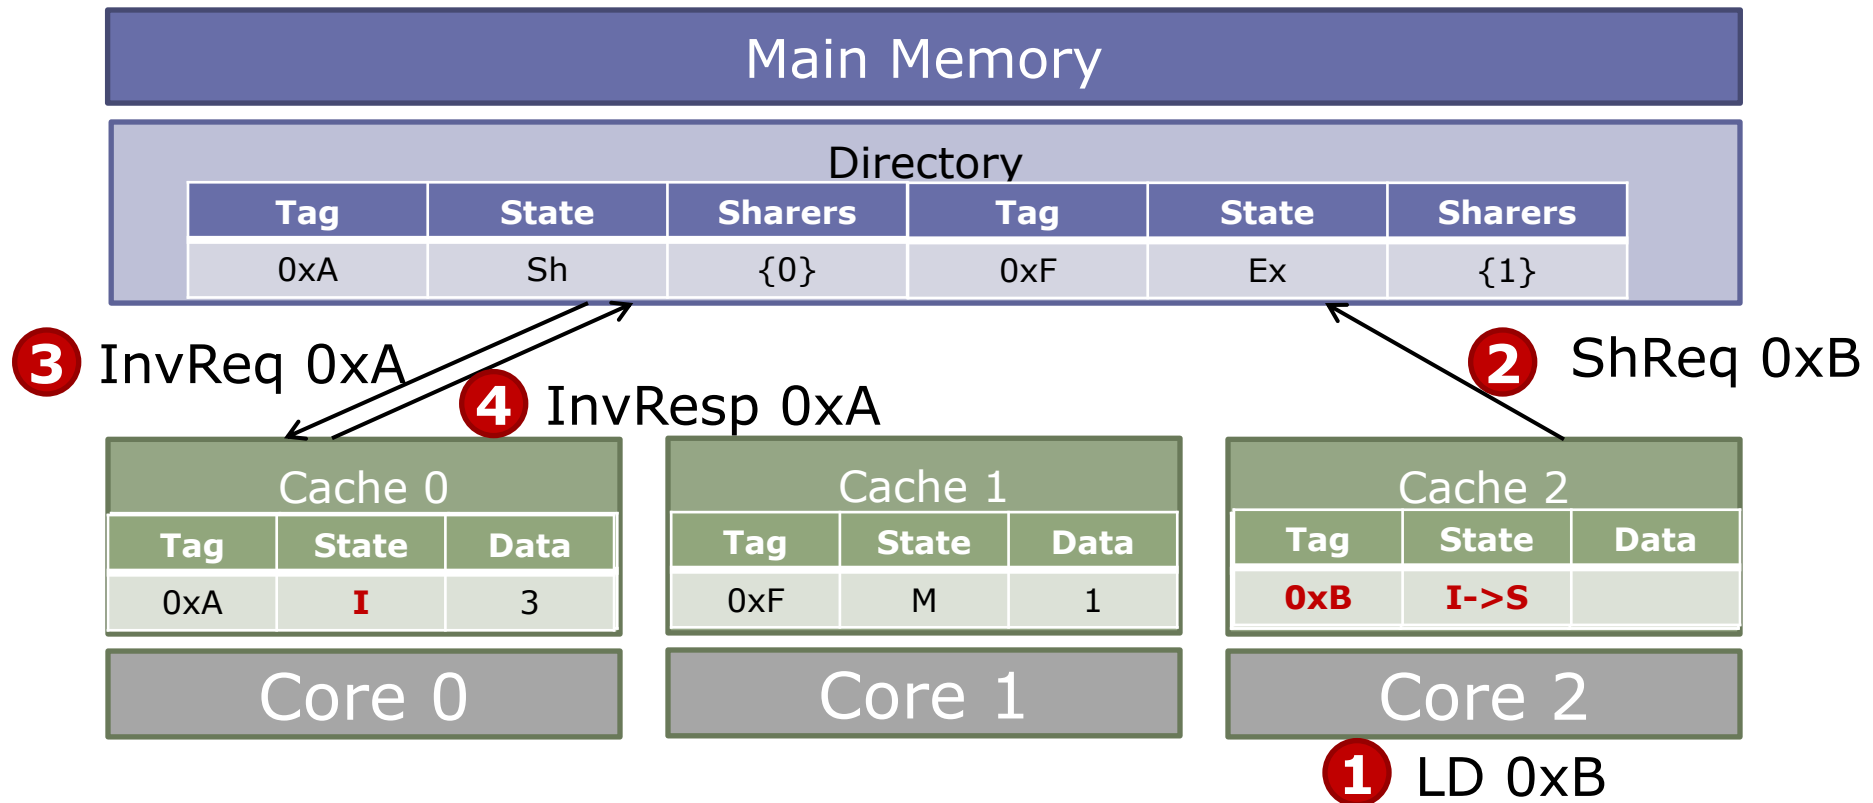 Main Memory
Directory
Tag State Sharers Tag State Sharers
0xA Sh {0} 0xF Ex {1}
3 InvReq 0xA
2 ShReq 0xB
4 InvResp 0xA
Cache 0
Tag State Data
0xA I 3
Cache 1
Tag State Data
0xF M 1
Cache 2
Tag State Data
0xB I->S
Core 0
Core 1
Core 2
1 LD 0xB